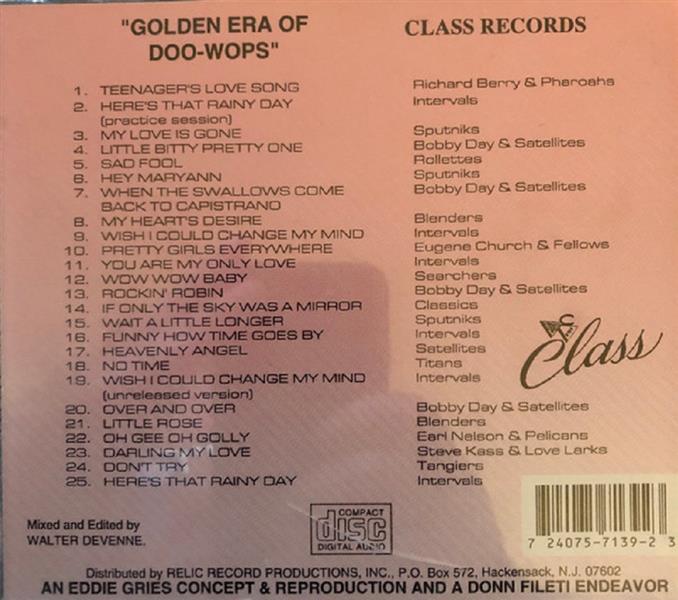 "GOLDEN ERA OF
DOO-WOPS"
CLASS RECORDS
1. TEENAGER'S LOVE SONG Richard Berry & Pharoahs
2. HERE'S THAT RAINY DAY Intervals
(practice session)
3. MY LOVE IS GONE Sputniks
4. LITTLE BITTY PRETTY ONE Bobby Day & Satellites
5. SAD FOOL Rollettes
6. HEY MARYANN Sputniks
7. WHEN THE SWALLOWS COME Bobby Day & Satellites
BACK TO CAPISTRANO
8. MY HEART'S DESIRE Blenders
9. WISH I COULD CHANGE MY MIND Intervals
10. PRETTY GIRLS EVERYWHERE Eugene Church & Fellows
11. YOU ARE MY ONLY LOVE Intervals
12. WOW WOW BABY Searchers
13. ROCKIN' ROBIN Bobby Day & Satellites
14. IF ONLY THE SKY WAS A MIRROR Classics
15. WAIT A LITTLE LONGER Sputniks
16. FUNNY HOW TIME GOES BY Intervals
17. HEAVENLY ANGEL Satellites
18. NO TIME Titans
19. WISH I COULD CHANGE MY MIND Intervals
(unreleased version)
20. OVER AND OVER Bobby Day & Satellites
21. LITTLE ROSE Blenders
22. OH GEE OH GOLLY Earl Nelson & Pelicans
23. DARLING MY LOVE Steve Kass & Love Larks
24. DON'T TRY Tangiers
25. HERE'S THAT RAINY DAY Intervals
Class
Mixed and Edited by
WALTER DEVENNE.
COMPACT
disc
DIGITAL AUDIO
7 24075-7139-2 3
Distributed by RELIC RECORD PRODUCTIONS, INC., P.O. Box 572, Hackensack, N.J. 07602
AN EDDIE GRIES CONCEPT & REPRODUCTION AND A DONN FILETI ENDEAVOR